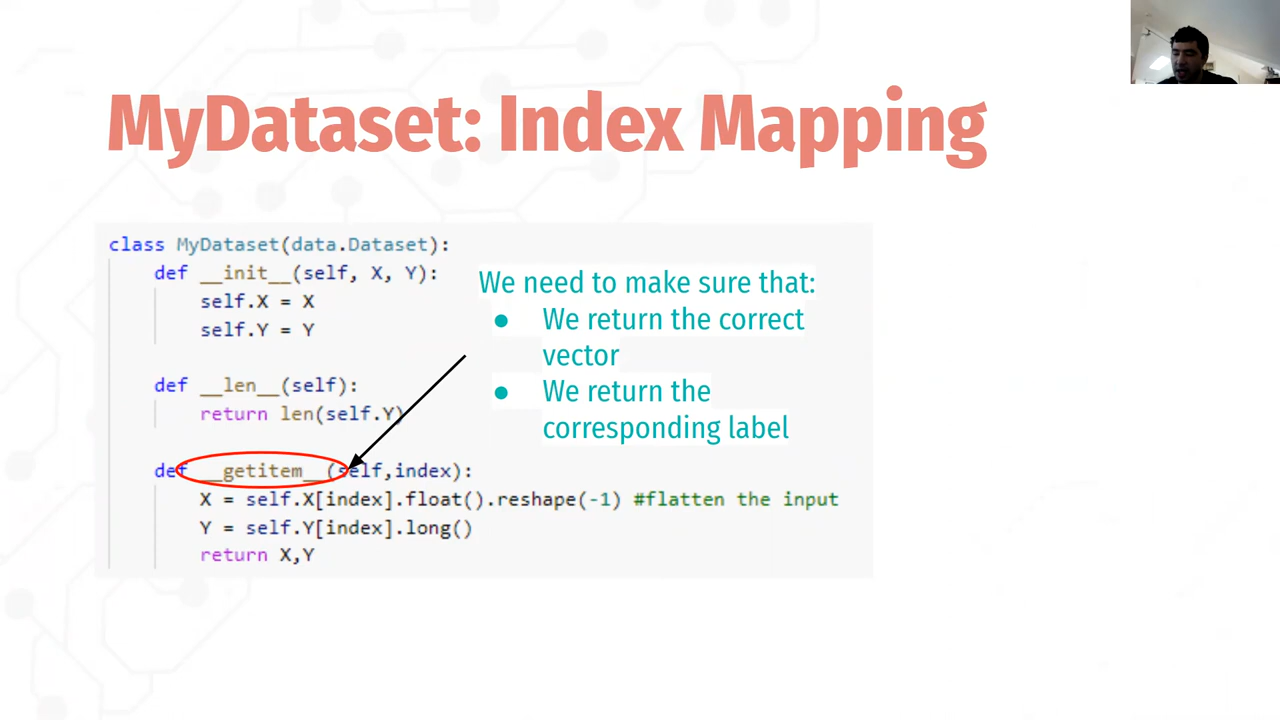 MyDataset: Index Mapping
class MyDataset(data.Dataset):
def __init__(self, X, Y):
self.X = X
self.Y = Y
def __len__(self):
return len(self.Y)
def __getitem__(self,index):
X = self.X[index].float().reshape(-1) #flatten the input
Y = self.Y[index].long()
return X,Y
We need to make sure that:
● We return the correct
vector
● We return the
corresponding label